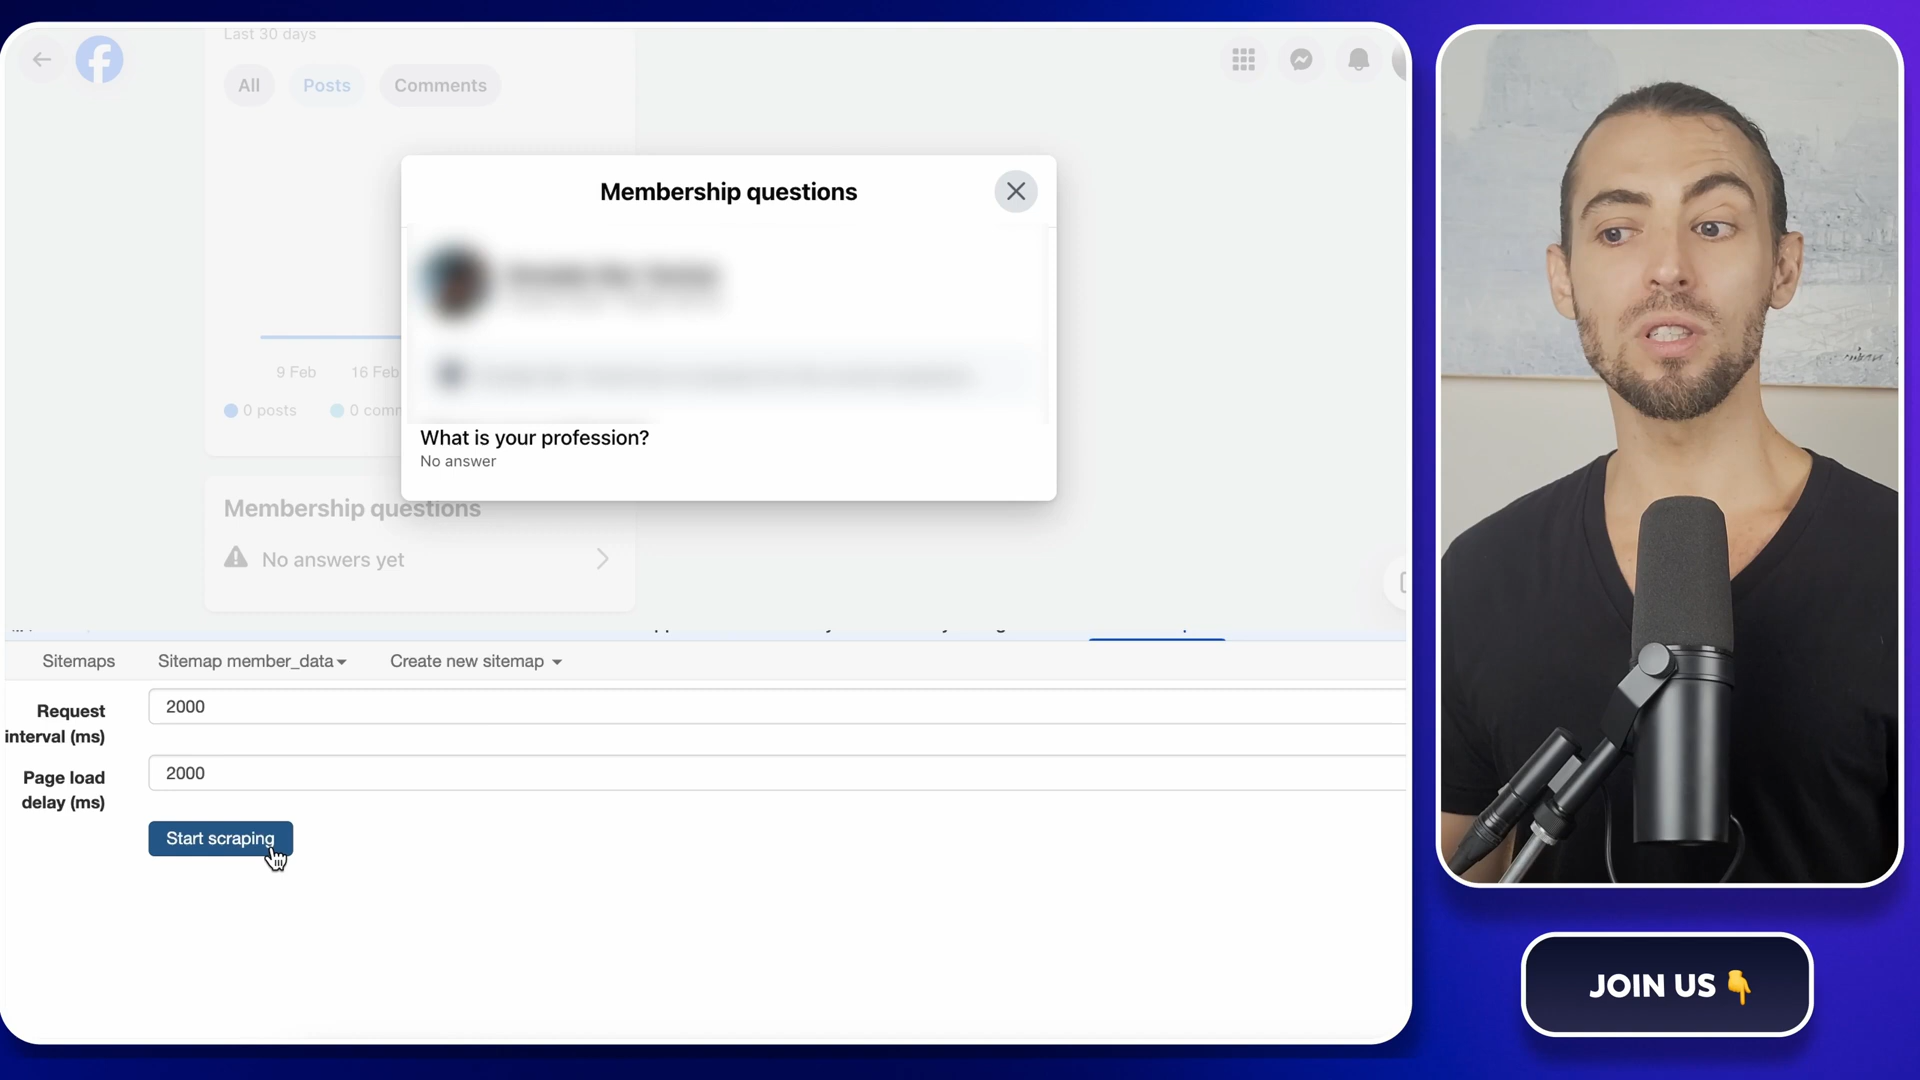 Last 30 days
All
Posts
Comments
Membership questions
9 Feb
16 Feb
0 posts
0 comm
What is your profession?
No answer
Membership questions
No answers yet
Sitemaps
Sitemap member_data
Create new sitemap
Request
interval (ms)
2000
Page load
delay (ms)
2000
Start scraping
JOIN US 👇